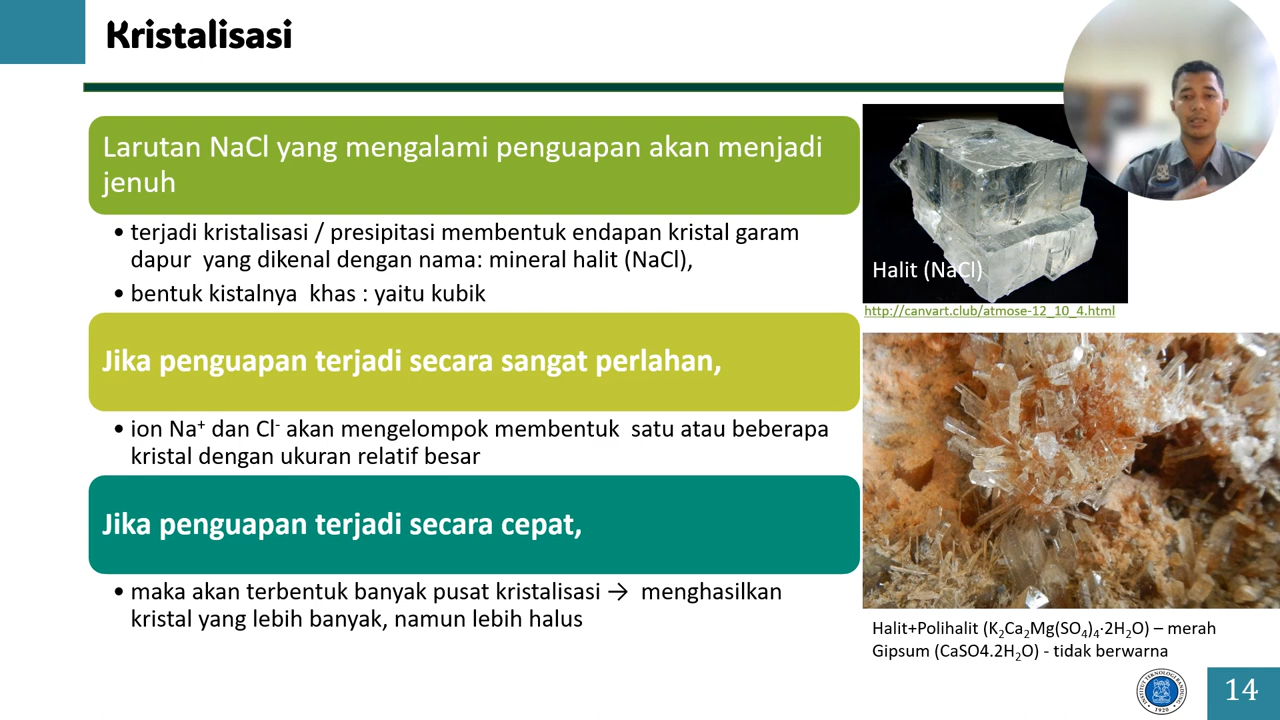 Kristalisasi
Larutan NaCl yang mengalami penguapan akan menjadi
jenuh
• terjadi kristalisasi / presipitasi membentuk endapan kristal garam
dapur yang dikenal dengan nama: mineral halit (NaCl),
• bentuk kistalnya khas : yaitu kubik
Jika penguapan terjadi secara sangat perlahan,
• ion Na⁺ dan Cl⁻ akan mengelompok membentuk satu atau beberapa
kristal dengan ukuran relatif besar
Jika penguapan terjadi secara cepat,
• maka akan terbentuk banyak pusat kristalisasi → menghasilkan
kristal yang lebih banyak, namun lebih halus
Halit (NaCl)
http://canvart.club/atmose-12_10_4.html
Halit+Polihalit (K₂Ca₂Mg(SO₄)₄·2H₂O) – merah
Gipsum (CaSO4.2H₂O) - tidak berwarna
INSTITUT TEKNOLOGI BANDUNG
1920
14